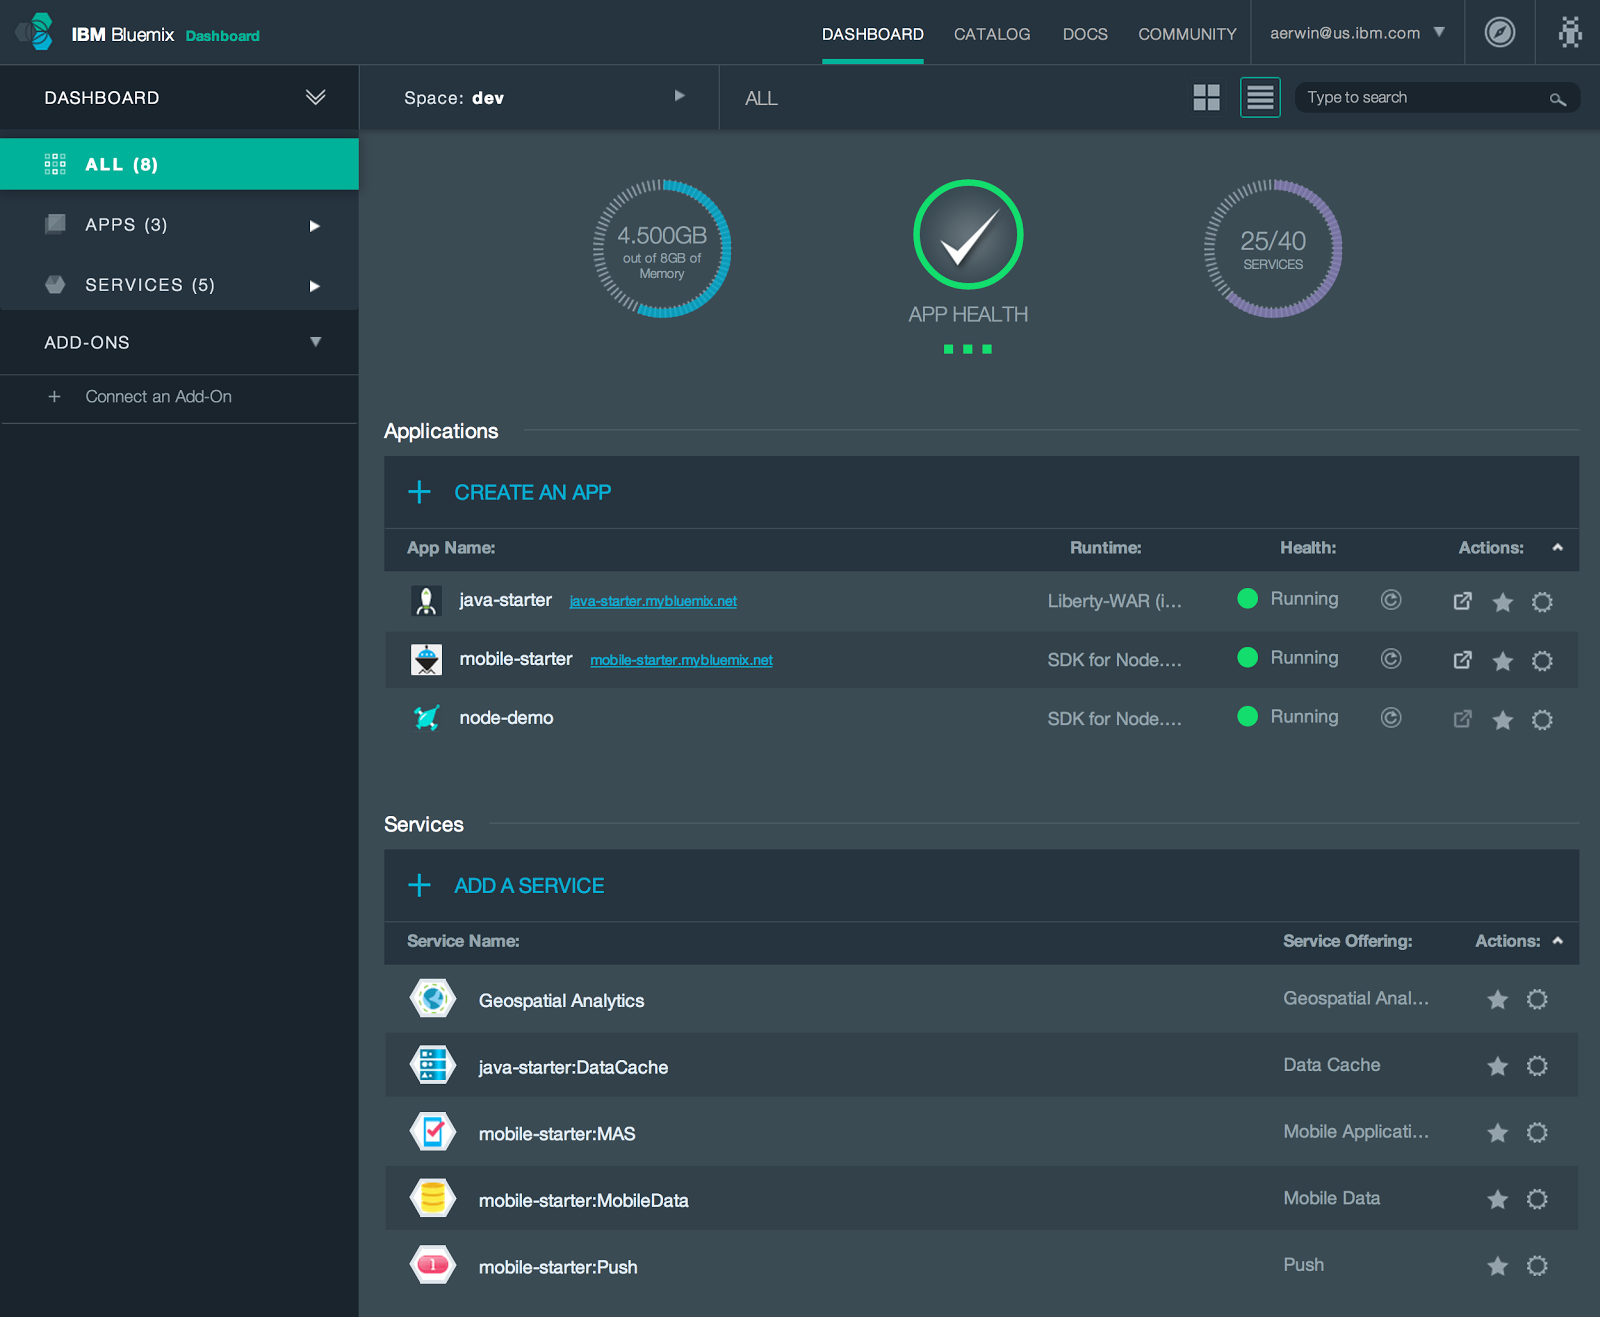 IBM Bluemix Dashboard
DASHBOARD CATALOG DOCS COMMUNITY aerwin@us.ibm.com
DASHBOARD
Space: dev
ALL
Type to search
ALL (8)
APPS (3)
SERVICES (5)
ADD-ONS
Connect an Add-On
4.500GB
out of 8GB of
Memory
APP HEALTH
25/40
SERVICES
Applications
CREATE AN APP
App Name: Runtime: Health: Actions:
java-starter java-starter.mybluemix.net Liberty-WAR (i... Running
mobile-starter mobile-starter.mybluemix.net SDK for Node.... Running
node-demo SDK for Node.... Running
Services
ADD A SERVICE
Service Name: Service Offering: Actions:
Geospatial Analytics Geospatial Anal...
java-starter:DataCache Data Cache
mobile-starter:MAS Mobile Applicati...
mobile-starter:MobileData Mobile Data
1 mobile-starter:Push Push